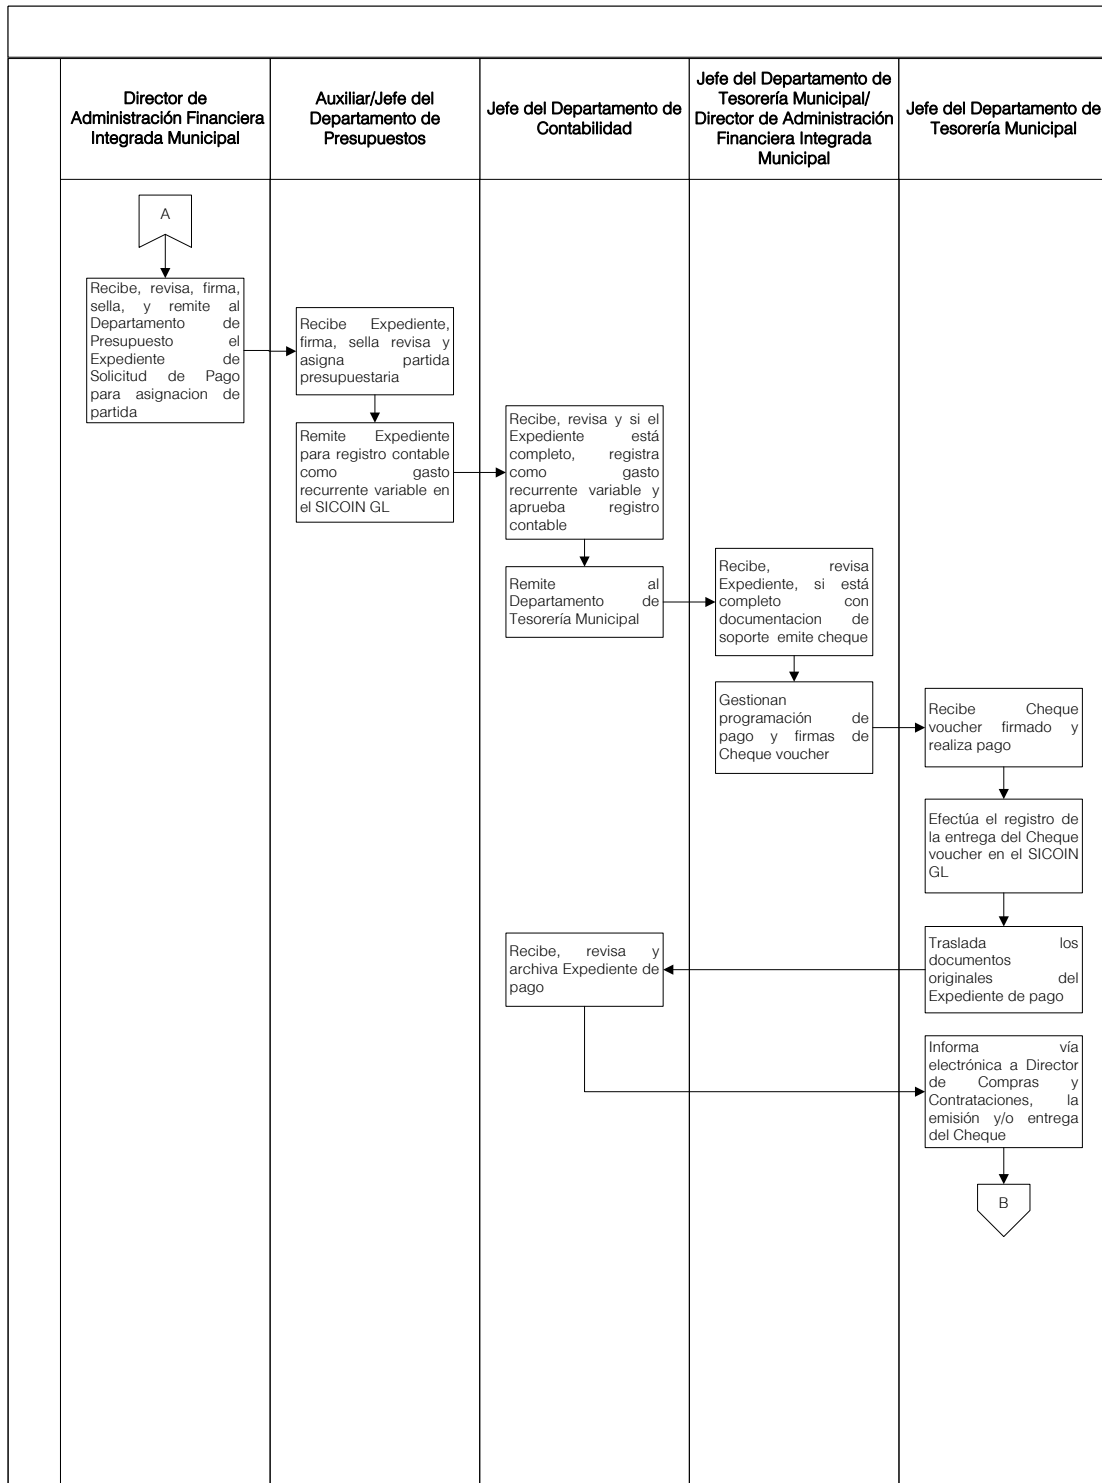 Director de
Administración Financiera
Integrada Municipal
Auxiliar/Jefe del
Departamento de
Presupuestos
Jefe del Departamento de
Contabilidad
Jefe del Departamento de
Tesorería Municipal/
Director de Administración
Financiera Integrada
Municipal
Jefe del Departamento de
Tesorería Municipal
A
Recibe, revisa, firma,
sella, y remite al
Departamento de
Presupuesto el
Expediente de
Solicitud de Pago
para asignacion de
partida
Recibe Expediente,
firma, sella revisa y
asigna partida
presupuestaria
Remite Expediente
para registro contable
como gasto
recurrente variable en
el SICOIN GL
Recibe, revisa y si el
Expediente está
completo, registra
como gasto
recurrente variable y
aprueba registro
contable
Remite al
Departamento de
Tesorería Municipal
Recibe, revisa
Expediente, si está
completo con
documentacion de
soporte emite cheque
Gestionan
programación de
pago y firmas de
Cheque voucher
Recibe Cheque
voucher firmado y
realiza pago
Efectúa el registro de
la entrega del Cheque
voucher en el SICOIN
GL
Traslada los
documentos
originales del
Expediente de pago
Recibe, revisa y
archiva Expediente de
pago
Informa vía
electrónica a Director
de Compras y
Contrataciones, la
emisión y/o entrega
del Cheque
B